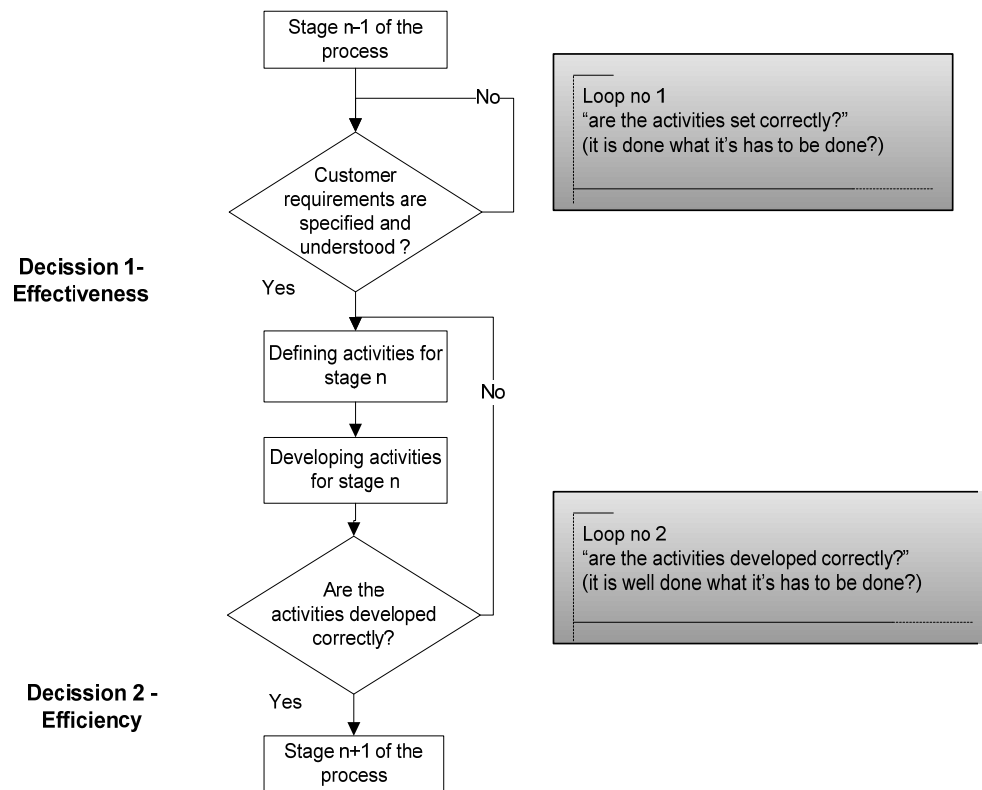 Stage n-1 of the
process
No
Loop no 1
“are the activities set correctly?”
(it is done what it’s has to be done?)
Customer
requirements are
specified and
understood ?
Decission 1-
Effectiveness
Yes
Defining activities for
stage n
No
Developing activities
for stage n
Loop no 2
“are the activities developed correctly?”
(it is well done what it’s has to be done?)
Are the
activities developed
correctly?
Decission 2 -
Efficiency
Yes
Stage n+1 of the
process